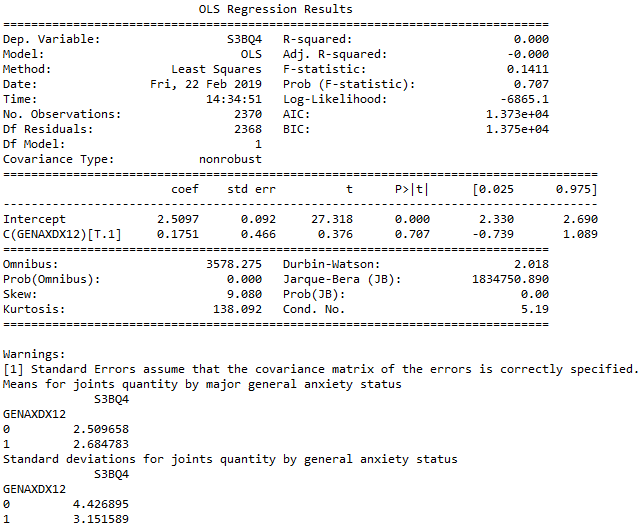 OLS Regression Results
==============================================================================
Dep. Variable:                  S3BQ4   R-squared:                       0.000
Model:                            OLS   Adj. R-squared:                 -0.000
Method:                 Least Squares   F-statistic:                    0.1411
Date:                Fri, 22 Feb 2019   Prob (F-statistic):              0.707
Time:                        14:34:51   Log-Likelihood:                -6865.1
No. Observations:                2370   AIC:                         1.373e+04
Df Residuals:                    2368   BIC:                         1.375e+04
Df Model:                           1
Covariance Type:            nonrobust
=====================================================================================
                        coef    std err          t      P>|t|      [0.025      0.975]
-------------------------------------------------------------------------------------
Intercept             2.5097      0.092     27.318      0.000       2.330       2.690
C(GENAXDX12)[T.1]     0.1751      0.466      0.376      0.707      -0.739       1.089
==============================================================================
Omnibus:                     3578.275   Durbin-Watson:                   2.018
Prob(Omnibus):                  0.000   Jarque-Bera (JB):          1834750.890
Skew:                           9.080   Prob(JB):                         0.00
Kurtosis:                     138.092   Cond. No.                         5.19
==============================================================================
Warnings:
[1] Standard Errors assume that the covariance matrix of the errors is correctly specified.
Means for joints quantity by major general anxiety status
             S3BQ4
GENAXDX12
0         2.509658
1         2.684783
Standard deviations for joints quantity by general anxiety status
             S3BQ4
GENAXDX12
0         4.426895
1         3.151589